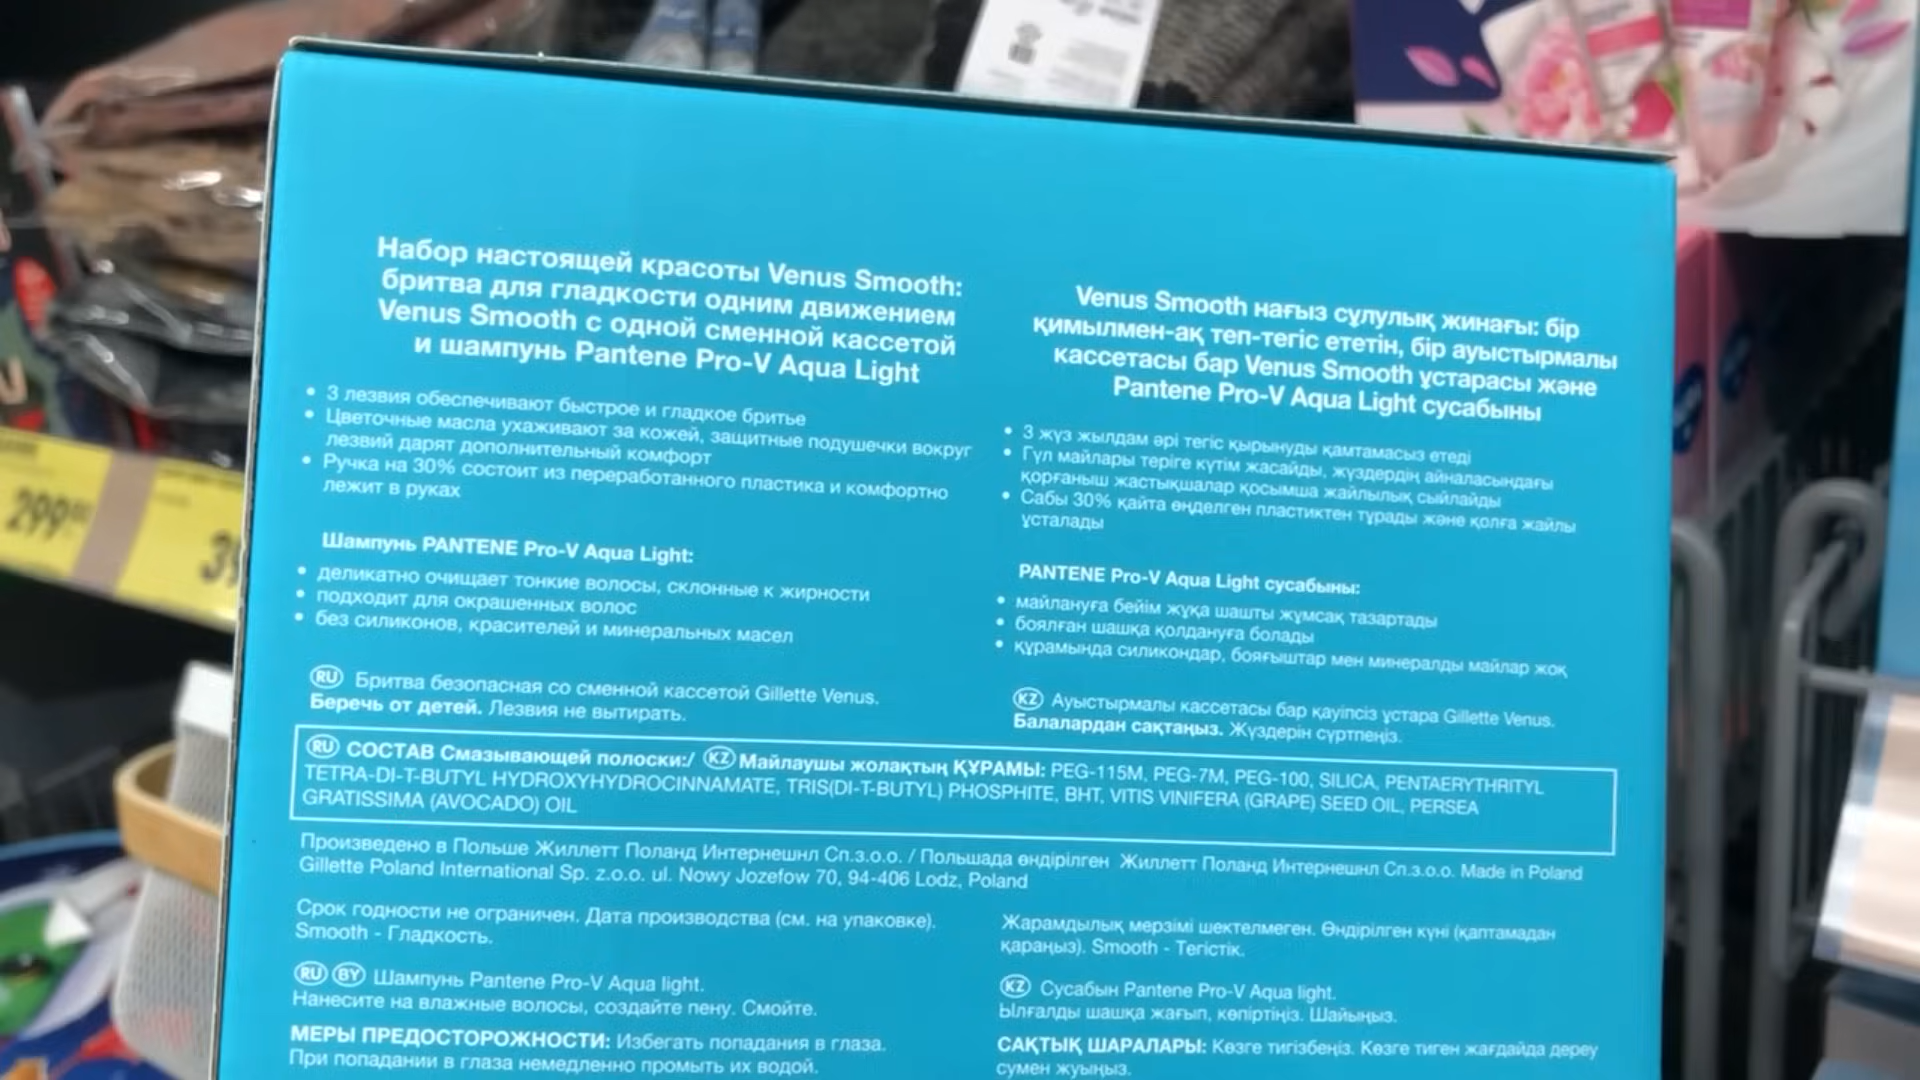 Набор настоящей красоты Venus Smooth:
бритва для гладкости одним движением
Venus Smooth с одной сменной кассетой
и шампунь Pantene Pro-V Aqua Light
• 3 лезвия обеспечивают быстрое и гладкое бритье
• Цветочные масла ухаживают за кожей, защитные подушечки вокруг
лезвий дарят дополнительный комфорт
• Ручка на 30% состоит из переработанного пластика и комфортно
лежит в руках
Шампунь PANTENE Pro-V Aqua Light:
• деликатно очищает тонкие волосы, склонные к жирности
• подходит для окрашенных волос
• без силиконов, красителей и минеральных масел
RU Бритва безопасная со сменной кассетой Gillette Venus.
Беречь от детей. Лезвия не вытирать.
Venus Smooth нағыз сұлулық жинағы: бір
қимылмен-ақ теп-тегіс ететін, бір ауыстырмалы
кассетасы бар Venus Smooth ұстарасы және
Pantene Pro-V Aqua Light сусабыны
• 3 жүз жылдам әрі тегіс қырынуды қамтамасыз етеді
• Гүл майлары теріге күтім жасайды, жүздердің айналасындағы
қорғаныш жастықшалар қосымша жайлылық сыйлайды
• Сабы 30% қайта өңделген пластиктен тұрады және қолға жайлы
ұсталады
PANTENE Pro-V Aqua Light сусабыны:
• майлануға бейім жұқа шашты жұмсақ тазартады
• боялған шашқа қолдануға болады
• құрамында силикондар, бояғыштар мен минералды майлар жоқ
KZ Ауыстырмалы кассетасы бар қауіпсіз ұстара Gillette Venus.
Балалардан сақтаңыз. Жүздерін сүртпеңіз.
RU СОСТАВ Смазывающей полоски:/ KZ Майлаушы жолақтың ҚҰРАМЫ: PEG-115M, PEG-7M, PEG-100, SILICA, PENTAERYTHRITYL
TETRA-DI-T-BUTYL HYDROXYHYDROCINNAMATE, TRIS(DI-T-BUTYL) PHOSPHITE, BHT, VITIS VINIFERA (GRAPE) SEED OIL, PERSEA
GRATISSIMA (AVOCADO) OIL
Произведено в Польше Жиллетт Поланд Интернешнл Сп.з.о.о. / Польшада өндірілген Жиллетт Поланд Интернешнл Сп.з.о.о. Made in Poland
Gillette Poland International Sp. z.o.o. ul. Nowy Jozefow 70, 94-406 Lodz, Poland
Срок годности не ограничен. Дата производства (см. на упаковке).
Smooth - Гладкость.
RU BY Шампунь Pantene Pro-V Aqua light.
Нанесите на влажные волосы, создайте пену. Смойте.
МЕРЫ ПРЕДОСТОРОЖНОСТИ: Избегать попадания в глаза.
При попадании в глаза немедленно промыть их водой.
Жарамдылық мерзімі шектелмеген. Өндірілген күні (қаптамадан
қараңыз). Smooth - Тегістік.
KZ Сусабын Pantene Pro-V Aqua light.
Ылғалды шашқа жағып, көпіртіңіз. Шайыңыз.
САҚТЫҚ ШАРАЛАРЫ: Көзге тигізбеңіз. Көзге тиген жағдайда дереу
сумен жуыңыз.
299